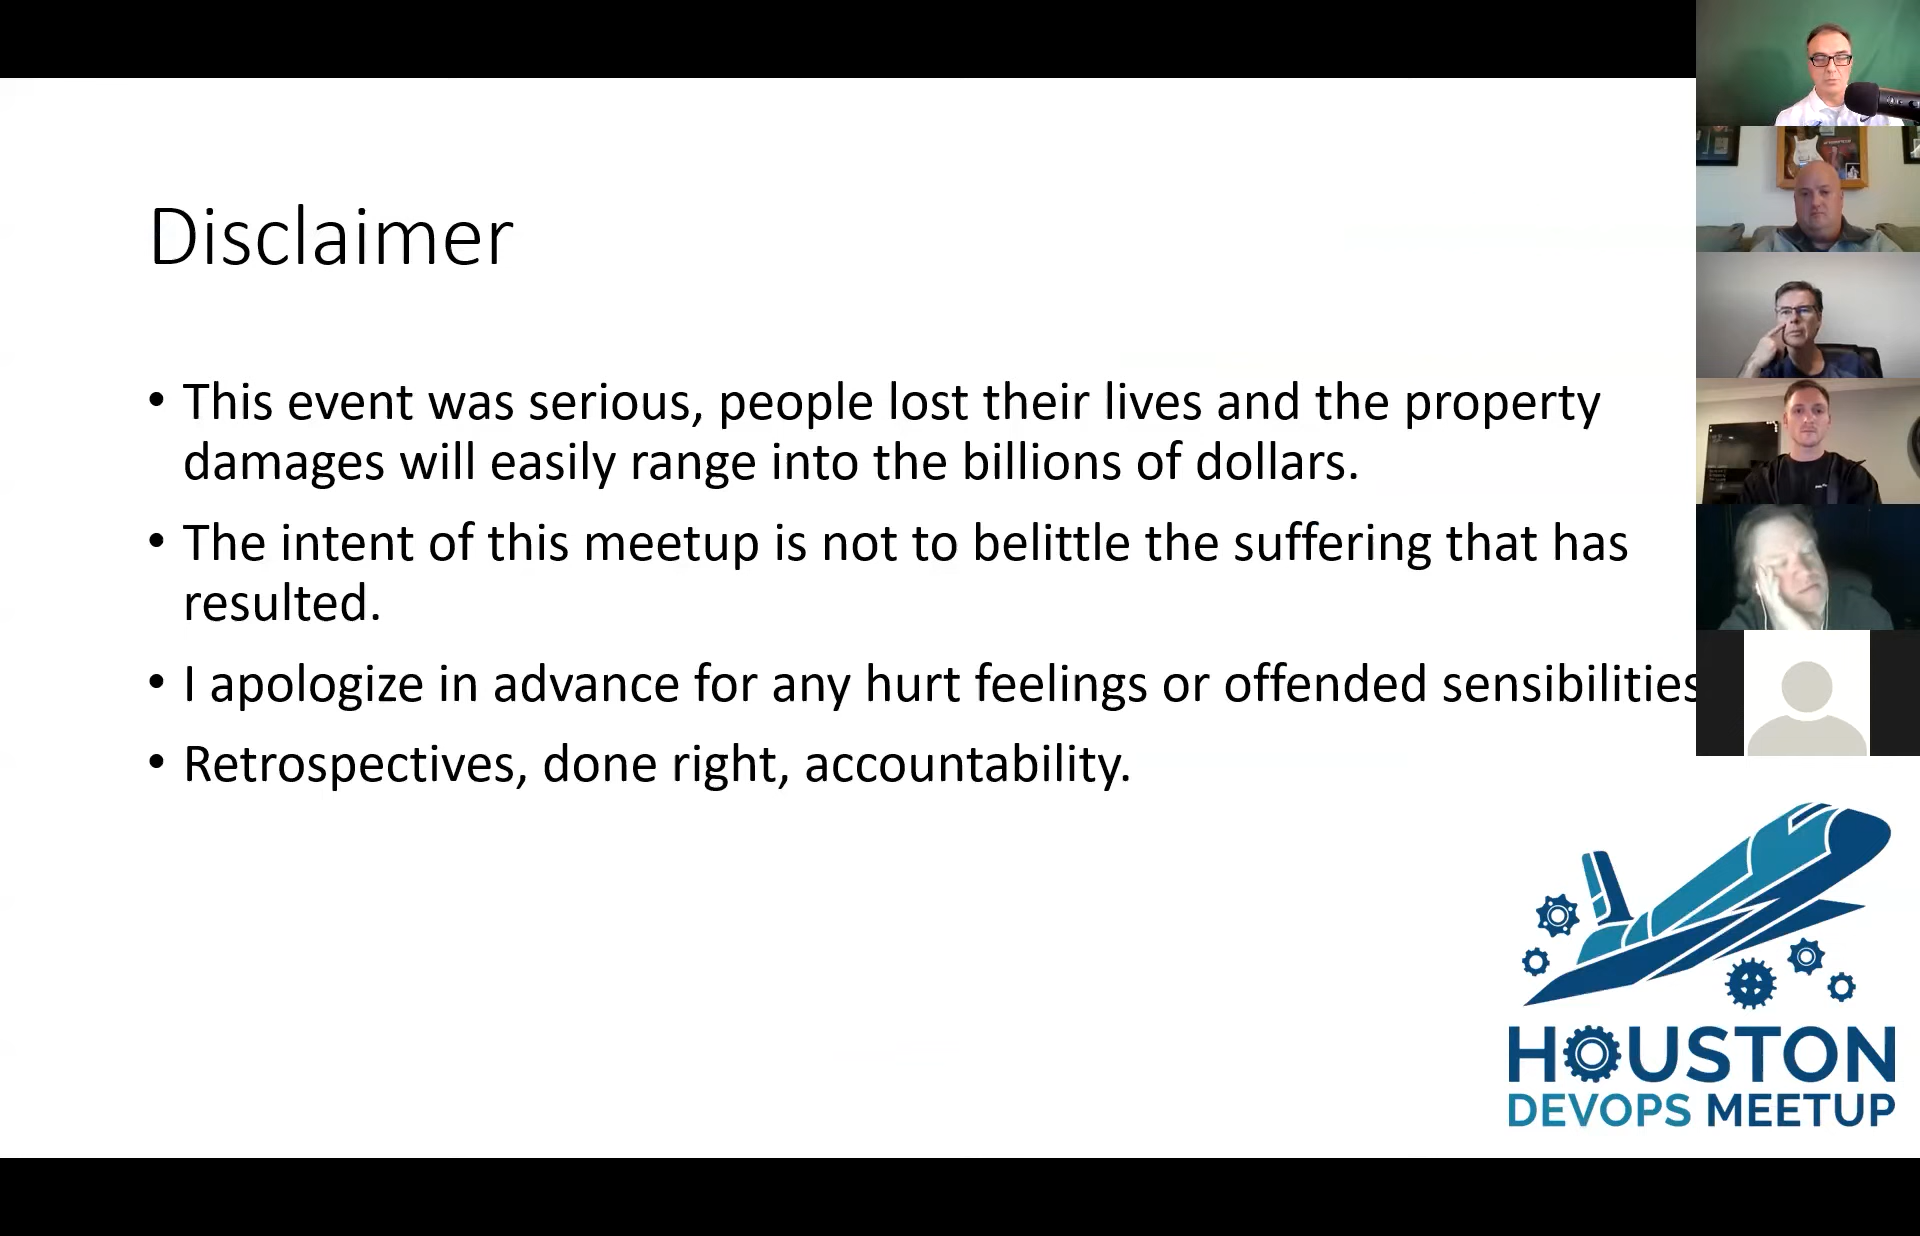 Disclaimer
• This event was serious, people lost their lives and the property
damages will easily range into the billions of dollars.
• The intent of this meetup is not to belittle the suffering that has
resulted.
• I apologize in advance for any hurt feelings or offended sensibilities
• Retrospectives, done right, accountability.
HOUSTON
DEVOPS MEETUP